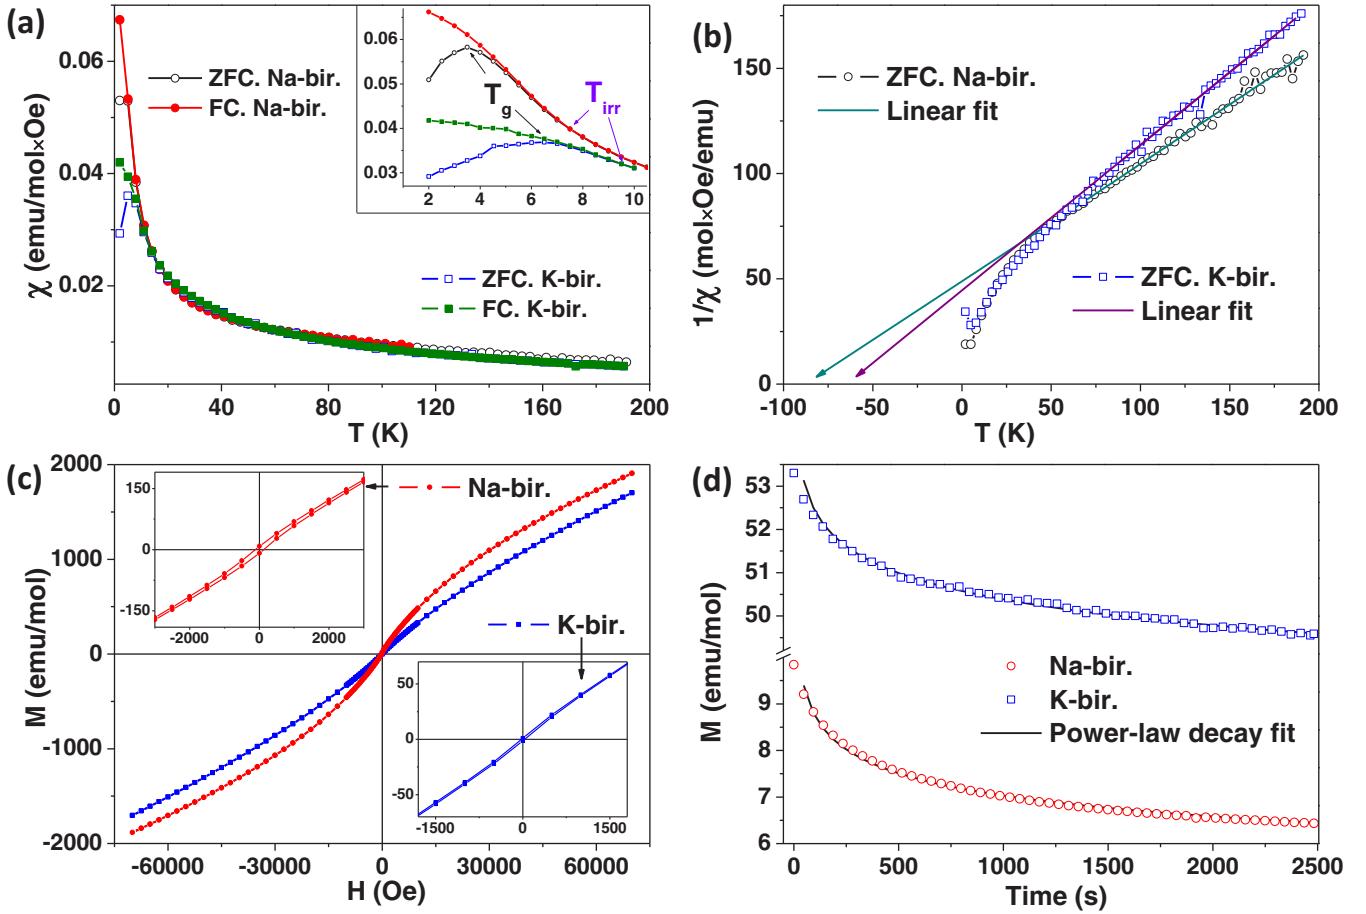 (a)
0.06
0.04
0.02
χ (emu/mol×Oe)
0
40
80
120
160
200
T (K)
ZFC. Na-bir.
FC. Na-bir.
ZFC. K-bir.
FC. K-bir.
0.06
0.05
0.04
0.03
2
4
6
8
10
Tg
Tirr
(b)
150
100
50
0
1/χ (mol×Oe/emu)
-100
-50
0
50
100
150
200
T (K)
ZFC. Na-bir.
Linear fit
ZFC. K-bir.
Linear fit
(c)
2000
1000
0
-1000
-2000
M (emu/mol)
-60000
-30000
0
30000
60000
H (Oe)
Na-bir.
K-bir.
150
0
-150
-2000
0
2000
50
0
-50
-1500
0
1500
(d)
53
52
51
50
9
8
7
6
M (emu/mol)
0
500
1000
1500
2000
2500
Time (s)
Na-bir.
K-bir.
Power-law decay fit